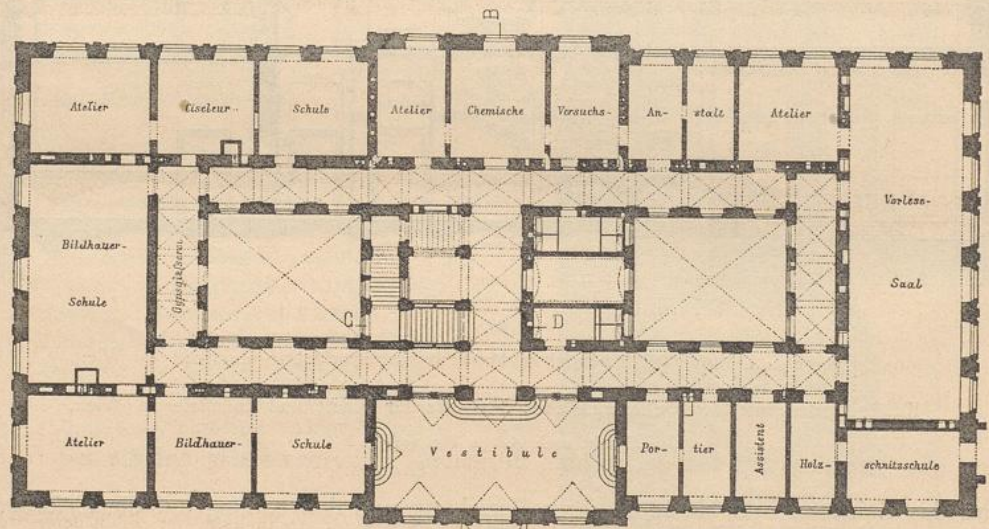 B
Atelier
Ciseleur-
Schule
Atelier
Chemische
Versuchs-
An-
stalt
Atelier
Vorlese-
Saal
Bildhauer-
Schule
Gypsgiesserei.
C
D
Atelier
Bildhauer-
Schule
Vestibule
Por-
tier
Assistent
Holz-
schnitzschule